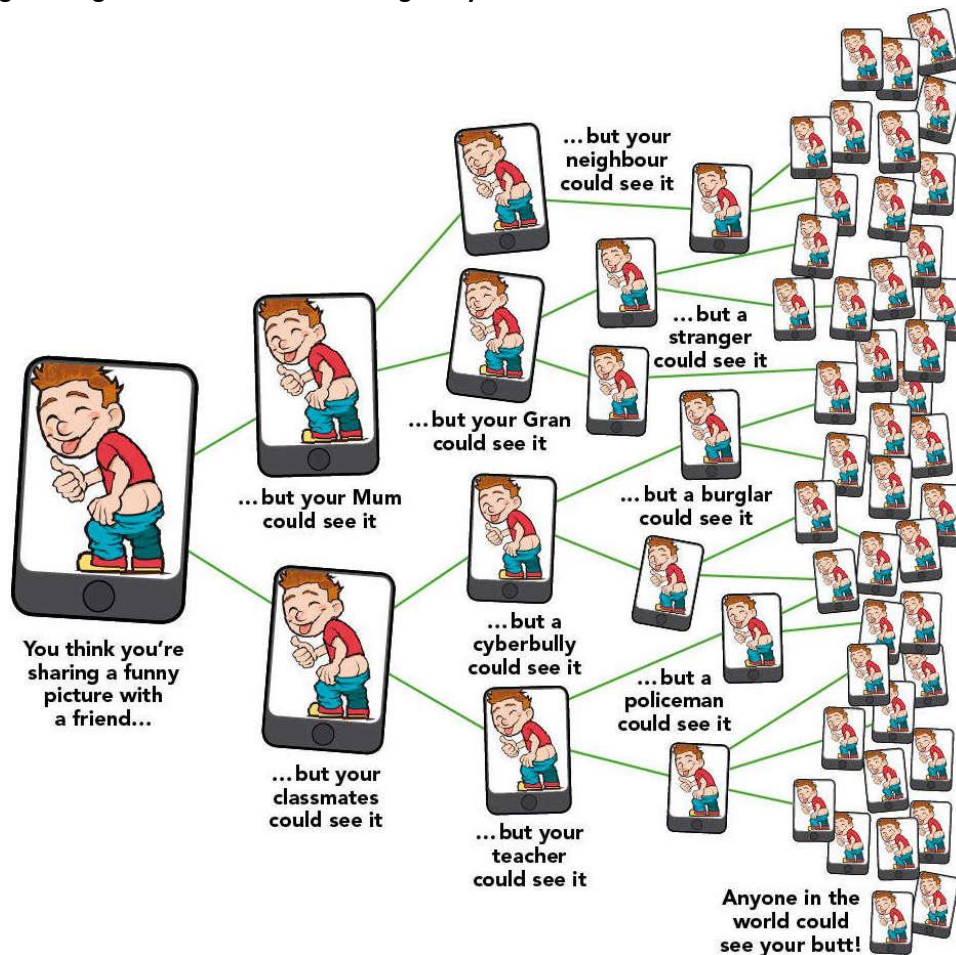 ...but your
neighbour
could see it
...but a
stranger
could see it
...but your Gran
could see it
...but your Mum
could see it
...but a burglar
could see it
You think you're
sharing a funny
picture with
a friend...
...but a
cyberbully
could see it
...but a
policeman
could see it
...but your
classmates
could see it
...but your
teacher
could see it
Anyone in the
world could
see your butt!